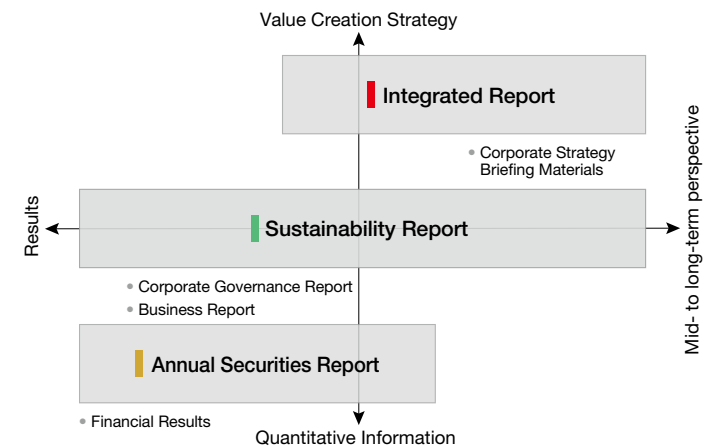 Value Creation Strategy
Integrated Report
• Corporate Strategy
Briefing Materials
Mid- to long-term perspective
Results
Sustainability Report
• Corporate Governance Report
• Business Report
Annual Securities Report
• Financial Results
Quantitative Information